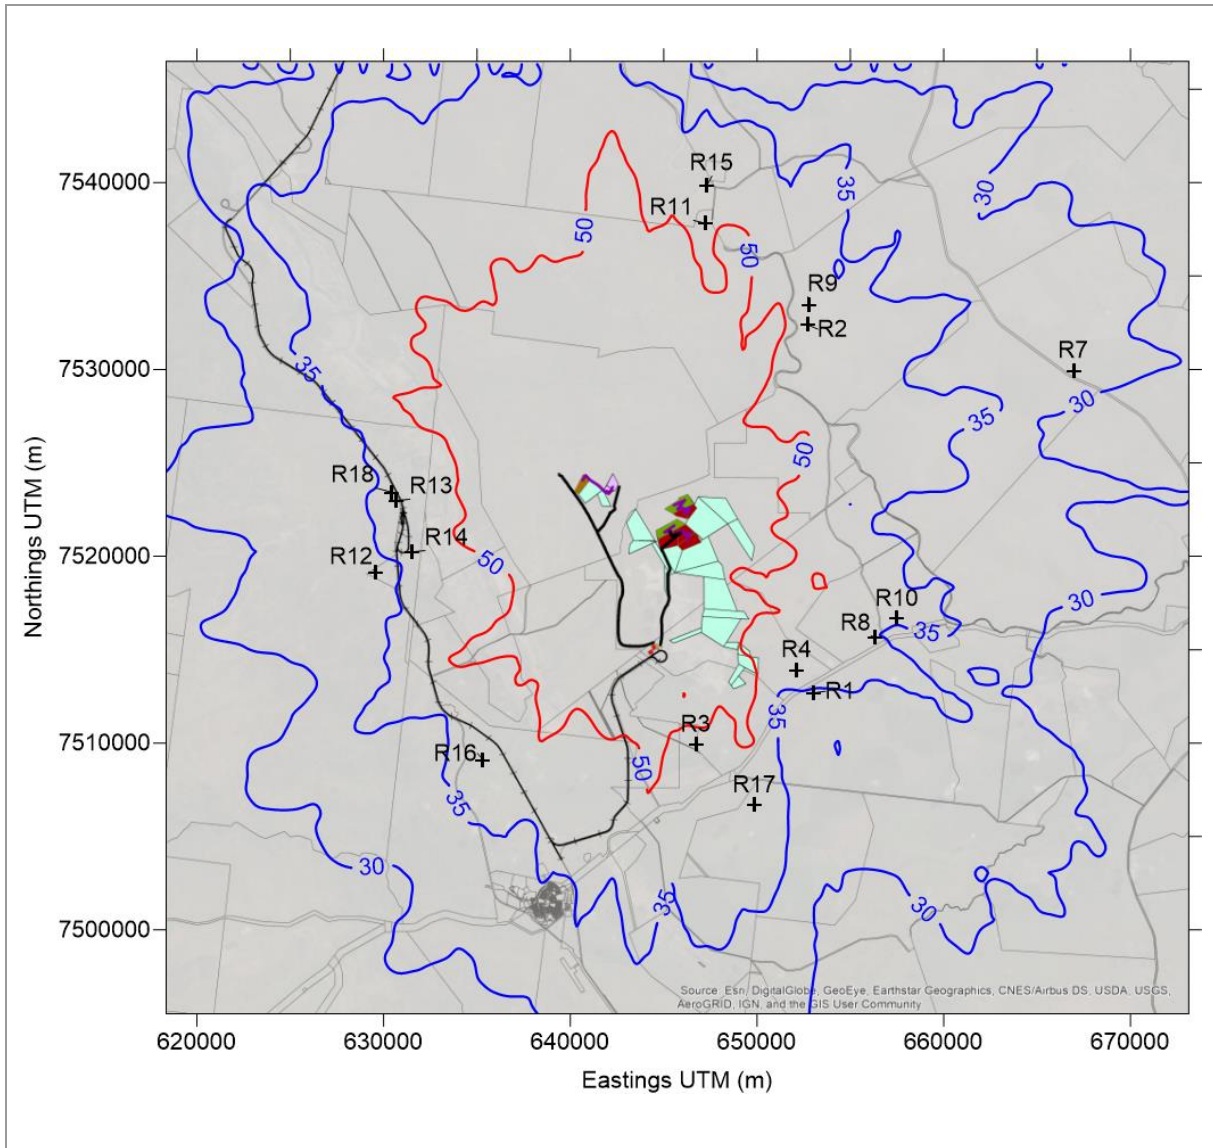 R15
7540000
35
30
R11
50
50
R9
R2
R7
7530000
35
30
35
50
R18
R13
R14
7520000
50
R12
30
R10
R8
35
R4
35
R1
R3
7510000
R16
50
R17
35
30
35
30
7500000
Source: Esri, DigitalGlobe, GeoEye, Earthstar Geographics, CNES/Airbus DS, USDA, USGS,
AeroGRID, IGN, and the GIS User Community
620000 630000 640000 650000 660000 670000
Eastings UTM (m)
Northings UTM (m)